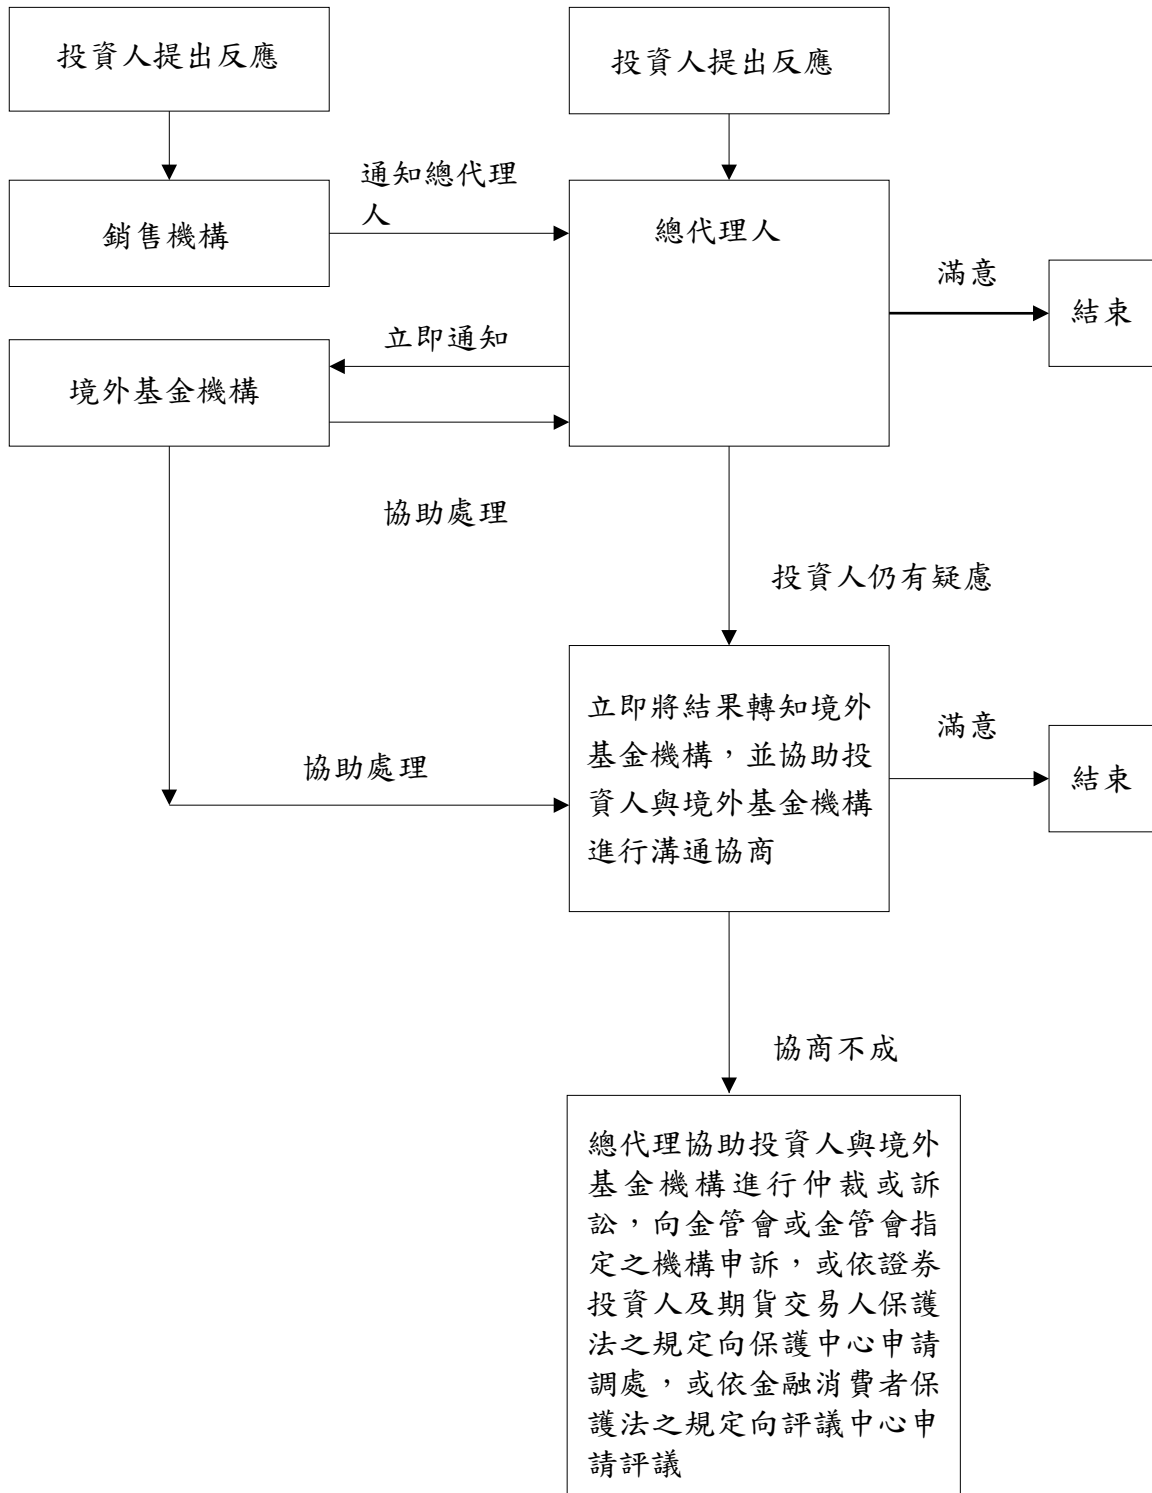 投資人提出反應
投資人提出反應
通知總代理
人
銷售機構
總代理人
滿意
結束
立即通知
境外基金機構
協助處理
投資人仍有疑慮
立即將結果轉知境外
基金機構，並協助投
資人與境外基金機構
進行溝通協商
滿意
結束
協助處理
協商不成
總代理協助投資人與境外
基金機構進行仲裁或訴
訟，向金管會或金管會指
定之機構申訴，或依證券
投資人及期貨交易人保護
法之規定向保護中心申請
調處，或依金融消費者保
護法之規定向評議中心申
請評議